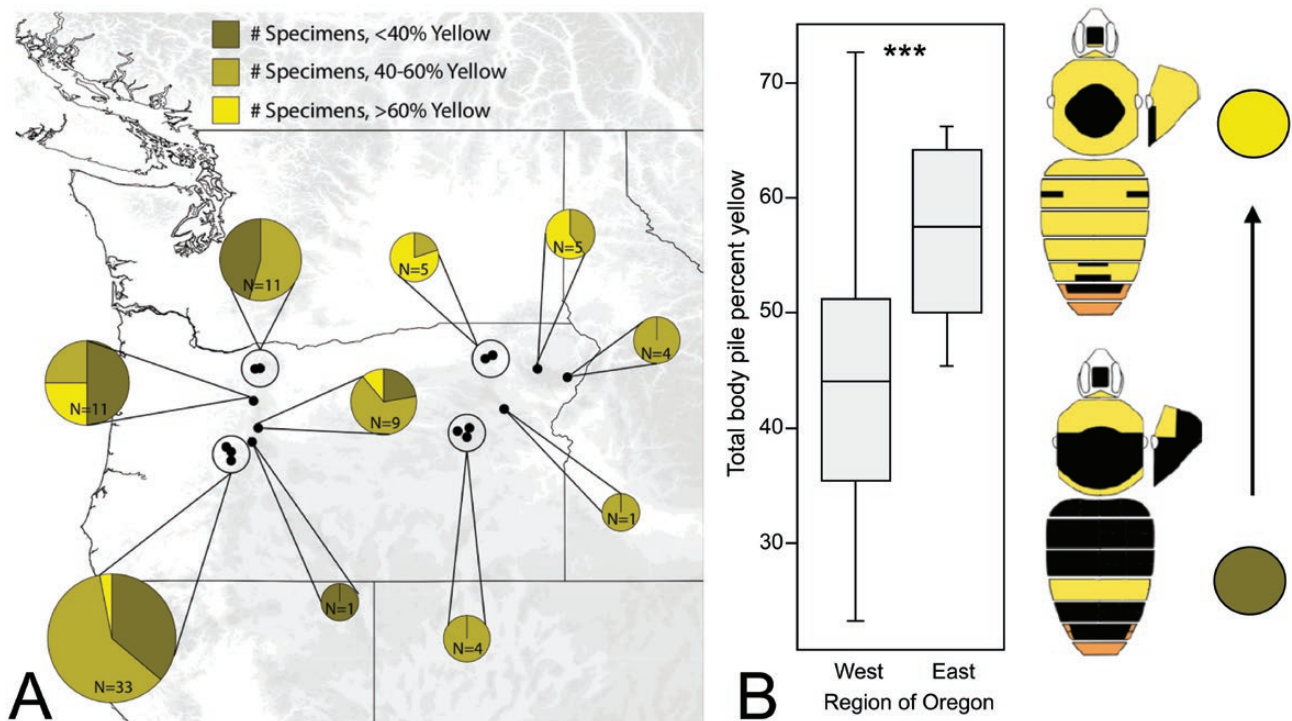 # Specimens, <40% Yellow
# Specimens, 40-60% Yellow
# Specimens, >60% Yellow
N=11
N=5
N=5
N=4
N=11
N=9
N=1
N=33
N=1
N=4
A
Total body pile percent yellow
70
60
50
40
30
***
West
East
Region of Oregon
B